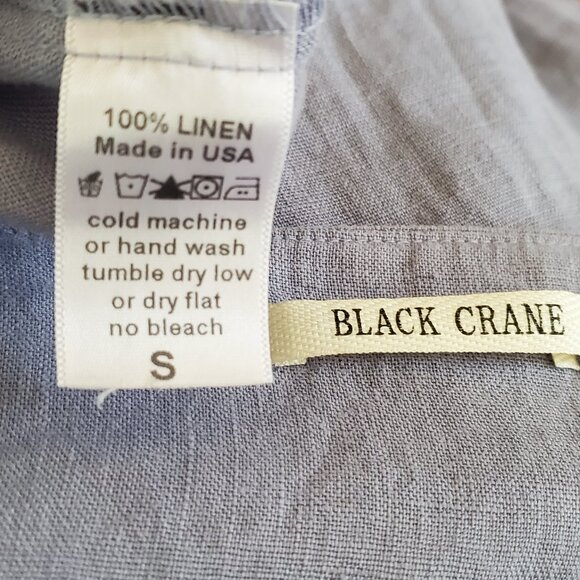 100% LINEN
Made in USA
cold machine
or hand wash
tumble dry low
or dry flat
no bleach
S
BLACK CRANE